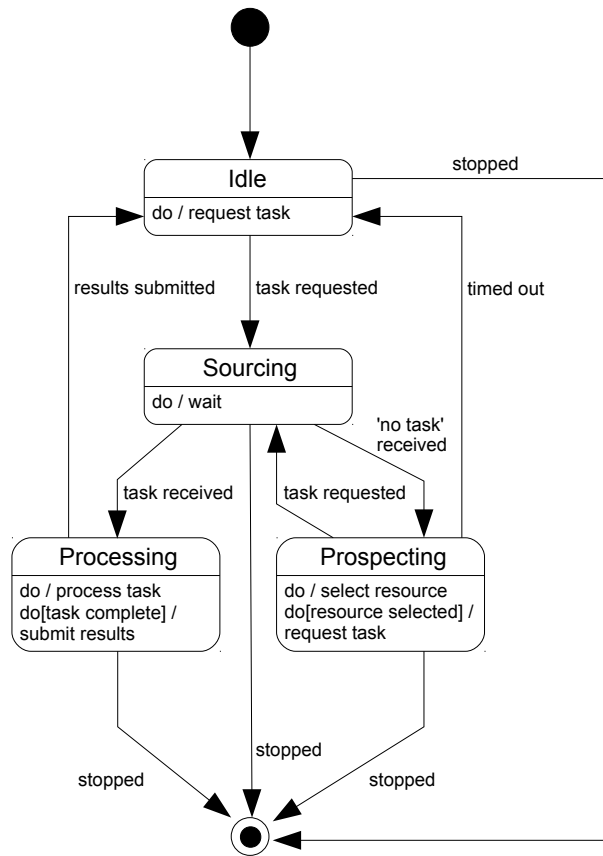 Idle
do / request task
stopped
results submitted
task requested
timed out
Sourcing
do / wait
'no task'
received
task received
task requested
Processing
do / process task
do[task complete] /
submit results
Prospecting
do / select resource
do[resource selected] /
request task
stopped
stopped
stopped